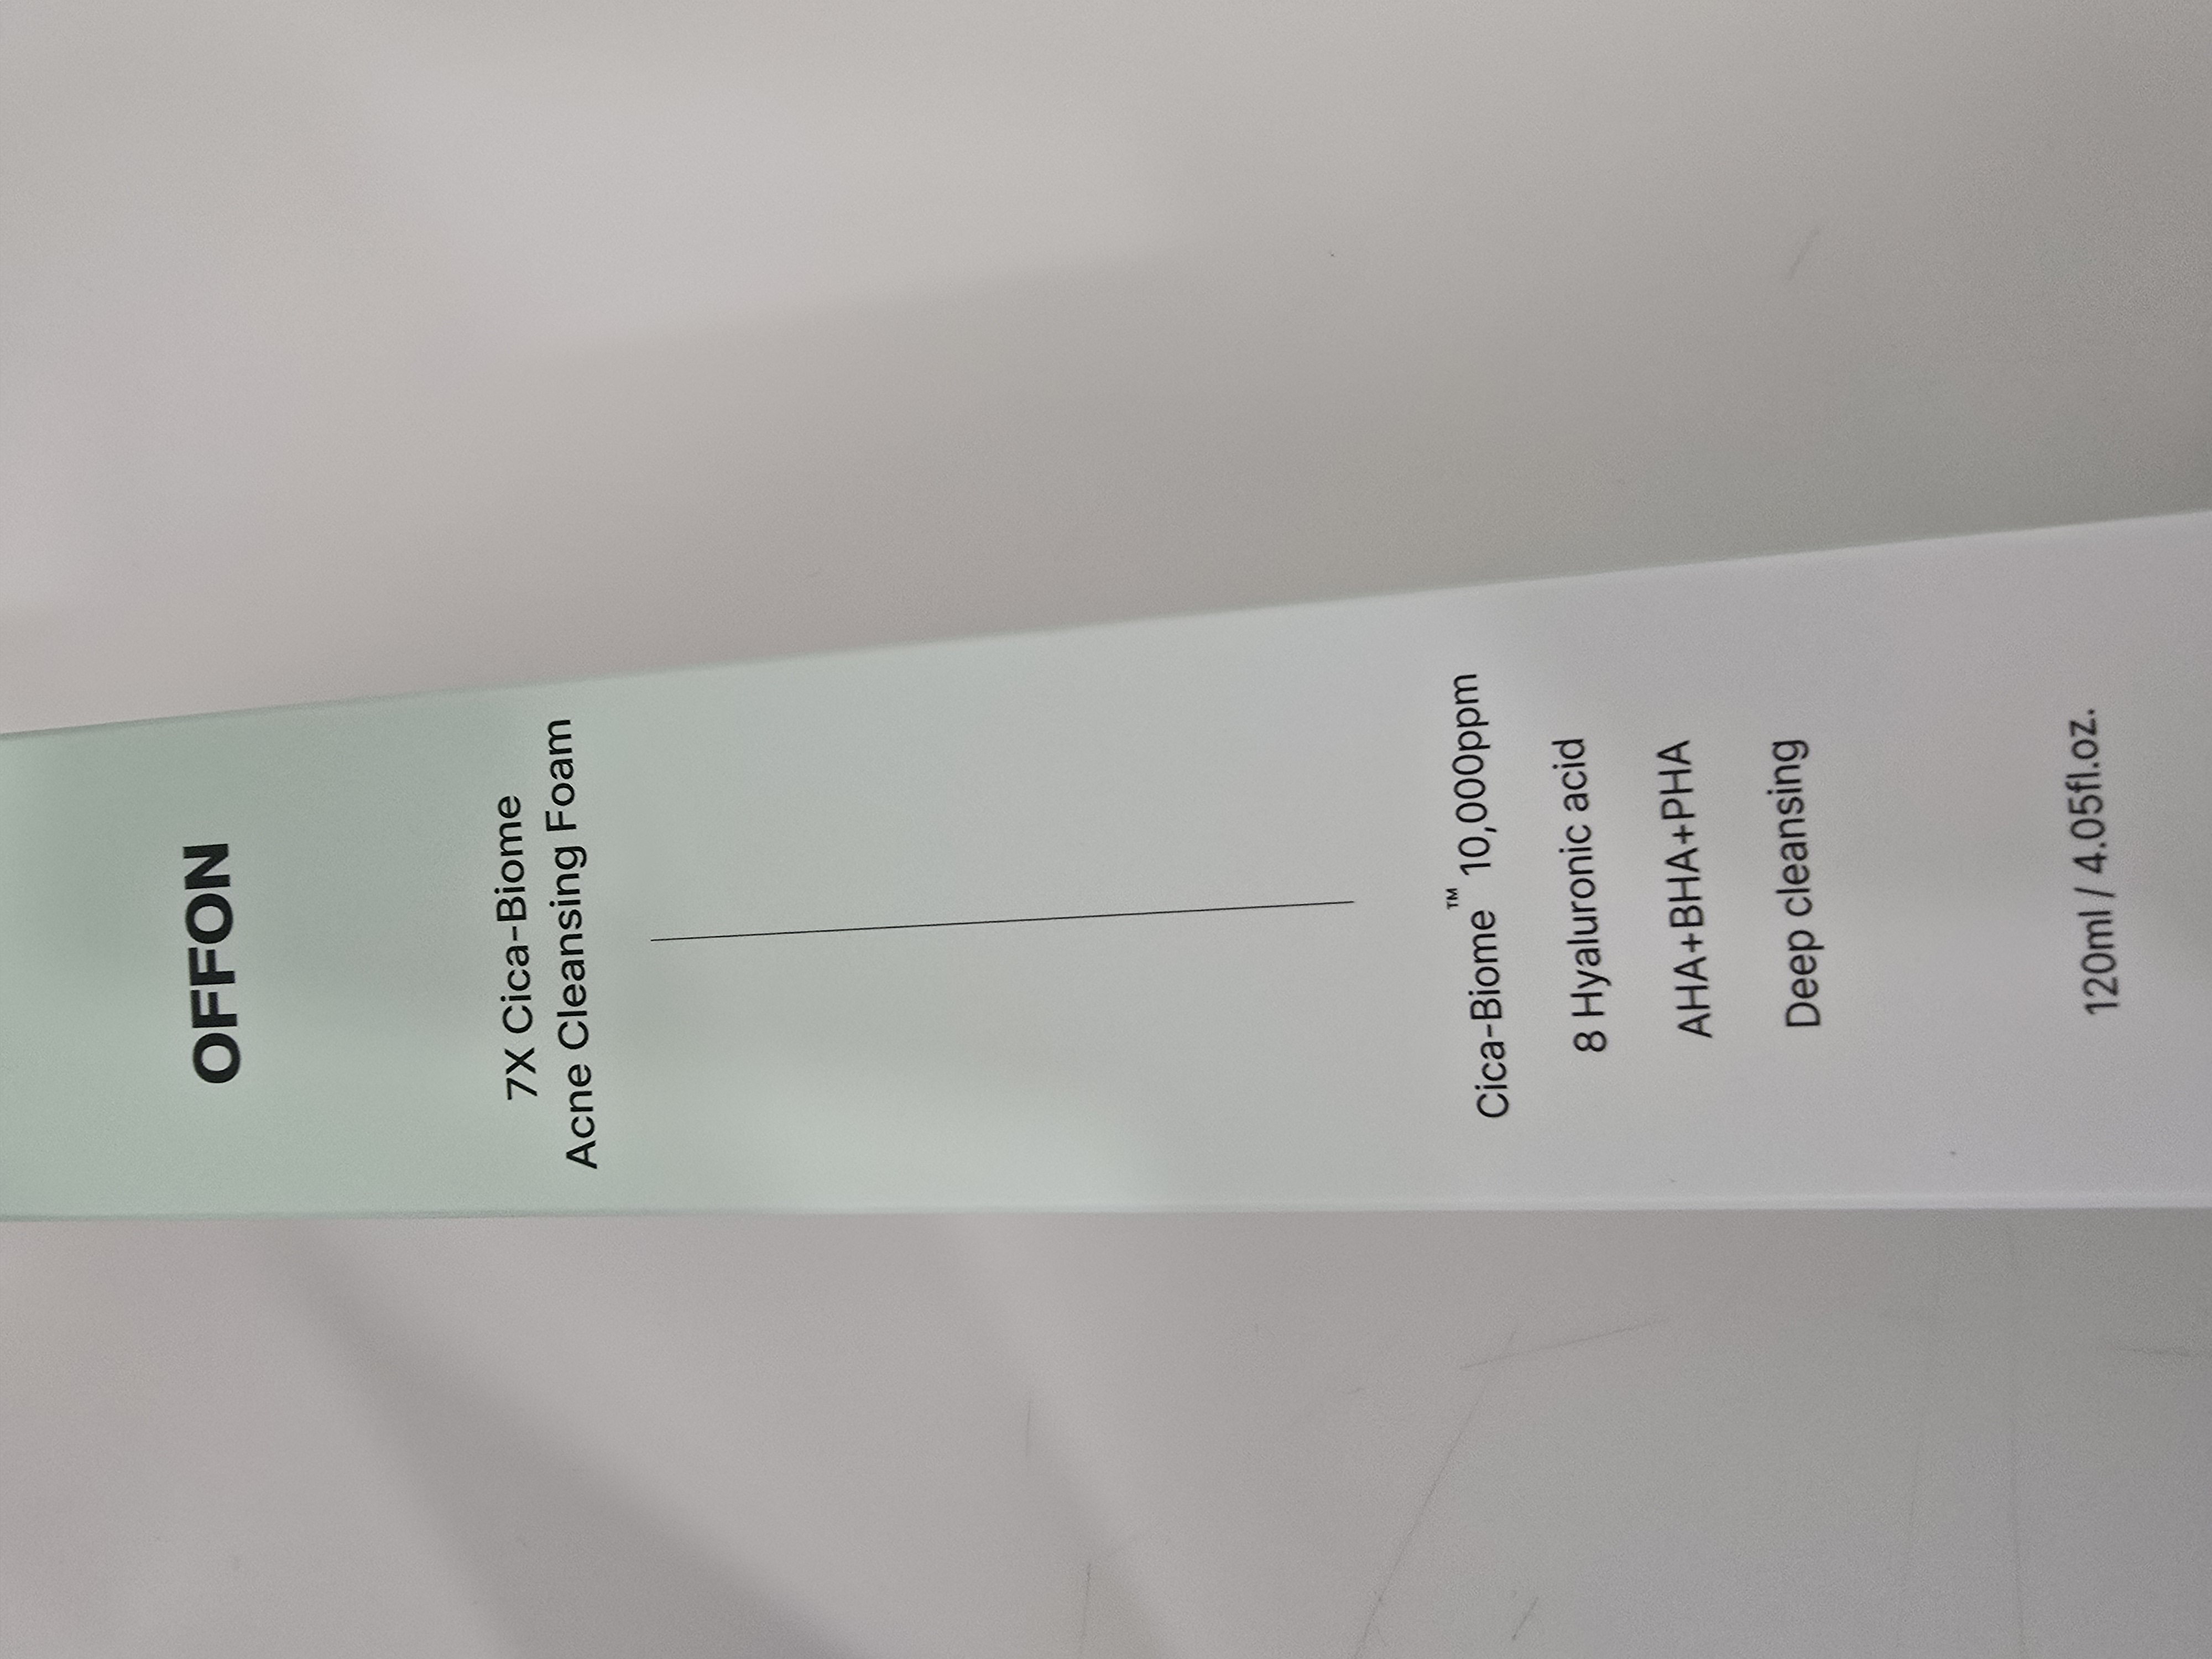 OFFON
7X Cica-Biome
Acne Cleansing Foam
Cica-Biome™ 10,000ppm
8 Hyaluronic acid
AHA+BHA+PHA
Deep cleansing
120ml / 4.05fl.oz.